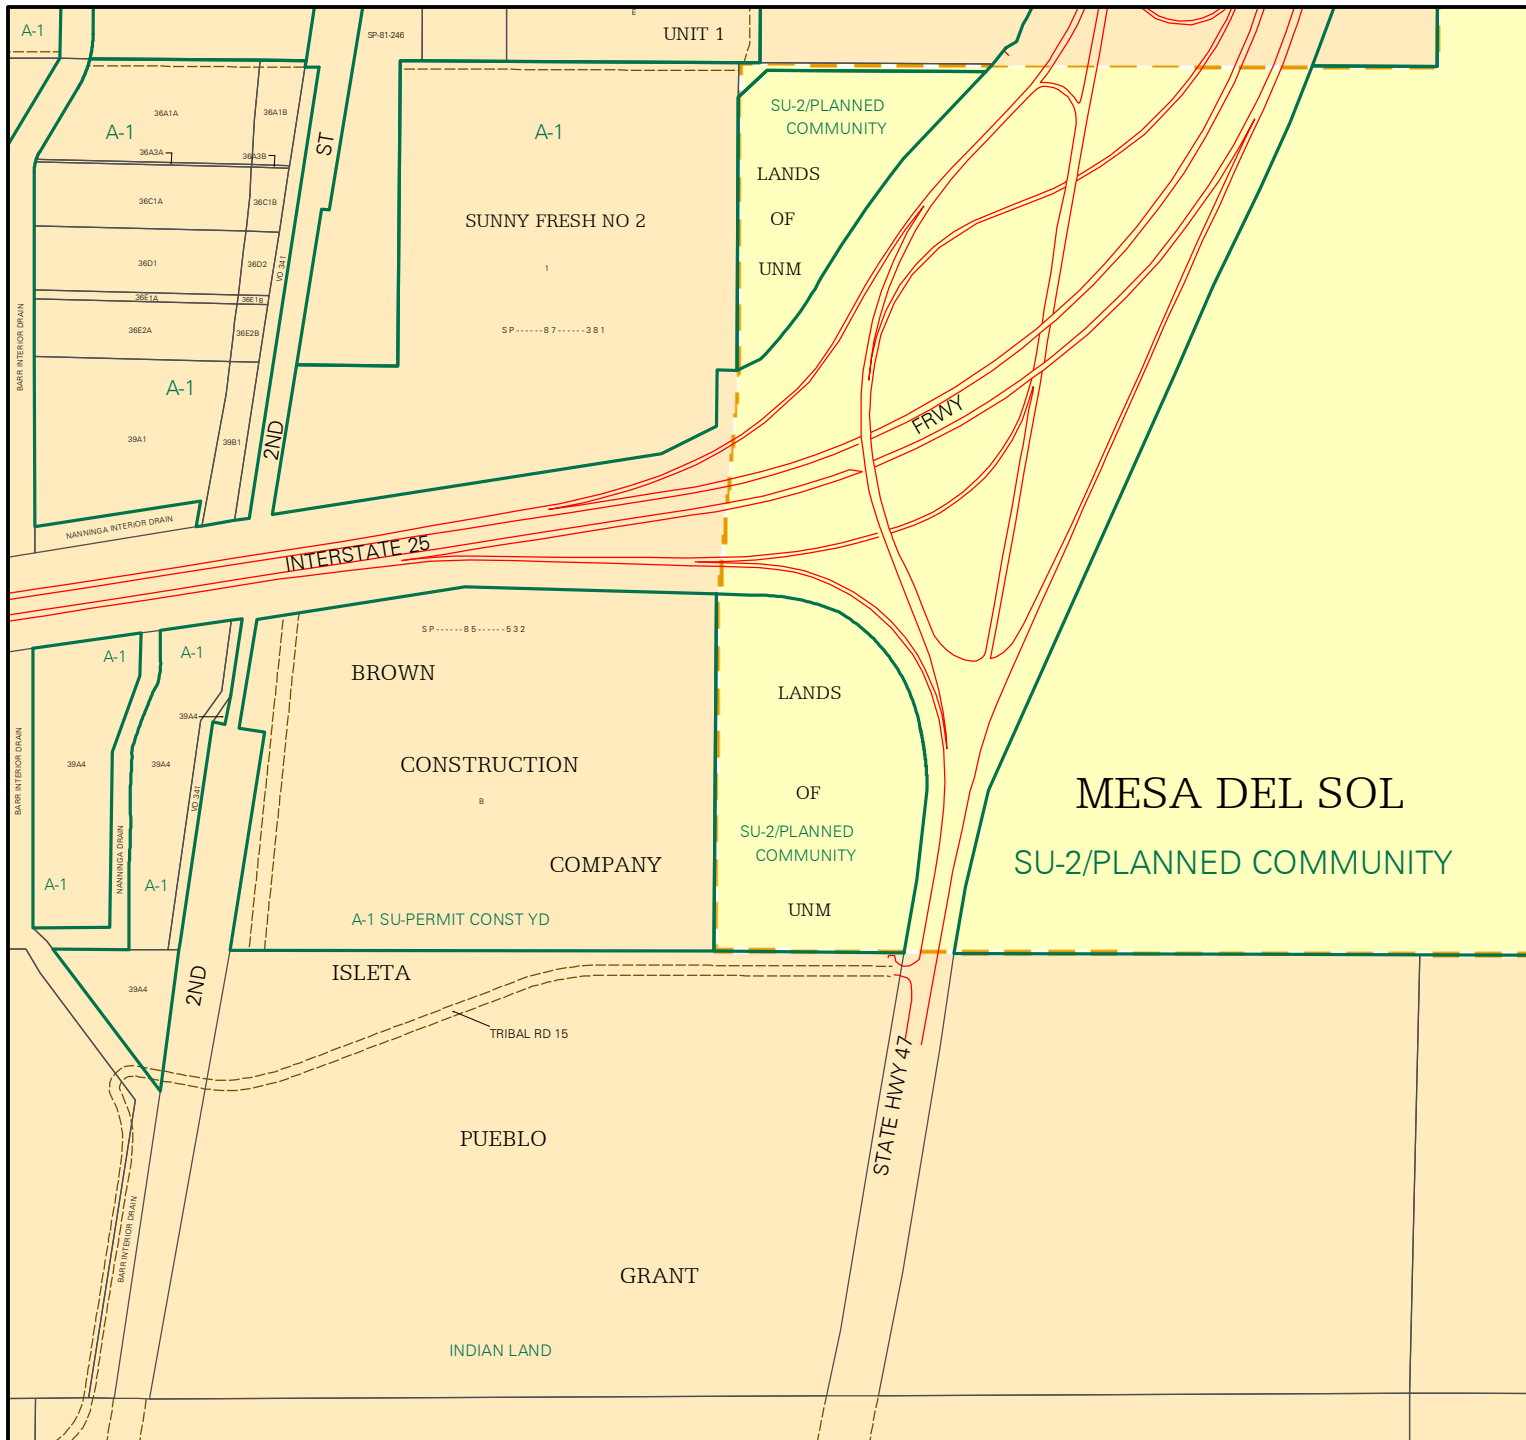 A-1
SP-81-246
E
UNIT 1
36A1A
36A1B
A-1
ST
A-1
36A3A
36A3B
36C1A
36C1B
SUNNY FRESH NO 2
1
36D1
36D2
VO 341
36E1A
36E1B
36E2A
36E2B
SP------87------381
BARR INTERIOR DRAIN
A-1
39A1
39B1
2ND
SU-2/PLANNED
COMMUNITY
LANDS
OF
UNM
FRWY
NANNINGA INTERIOR DRAIN
INTERSTATE 25
SP------85------532
A-1
A-1
BROWN
39A4
39A4
39A4
CONSTRUCTION
B
BARR INTERIOR DRAIN
VO 341
NANNINGA DRAIN
COMPANY
A-1
A-1
A-1 SU-PERMIT CONST YD
LANDS
OF
SU-2/PLANNED
COMMUNITY
UNM
MESA DEL SOL
SU-2/PLANNED COMMUNITY
39A4
2ND
ISLETA
TRIBAL RD 15
STATE HWY 47
PUEBLO
BARR INTERIOR DRAIN
GRANT
INDIAN LAND